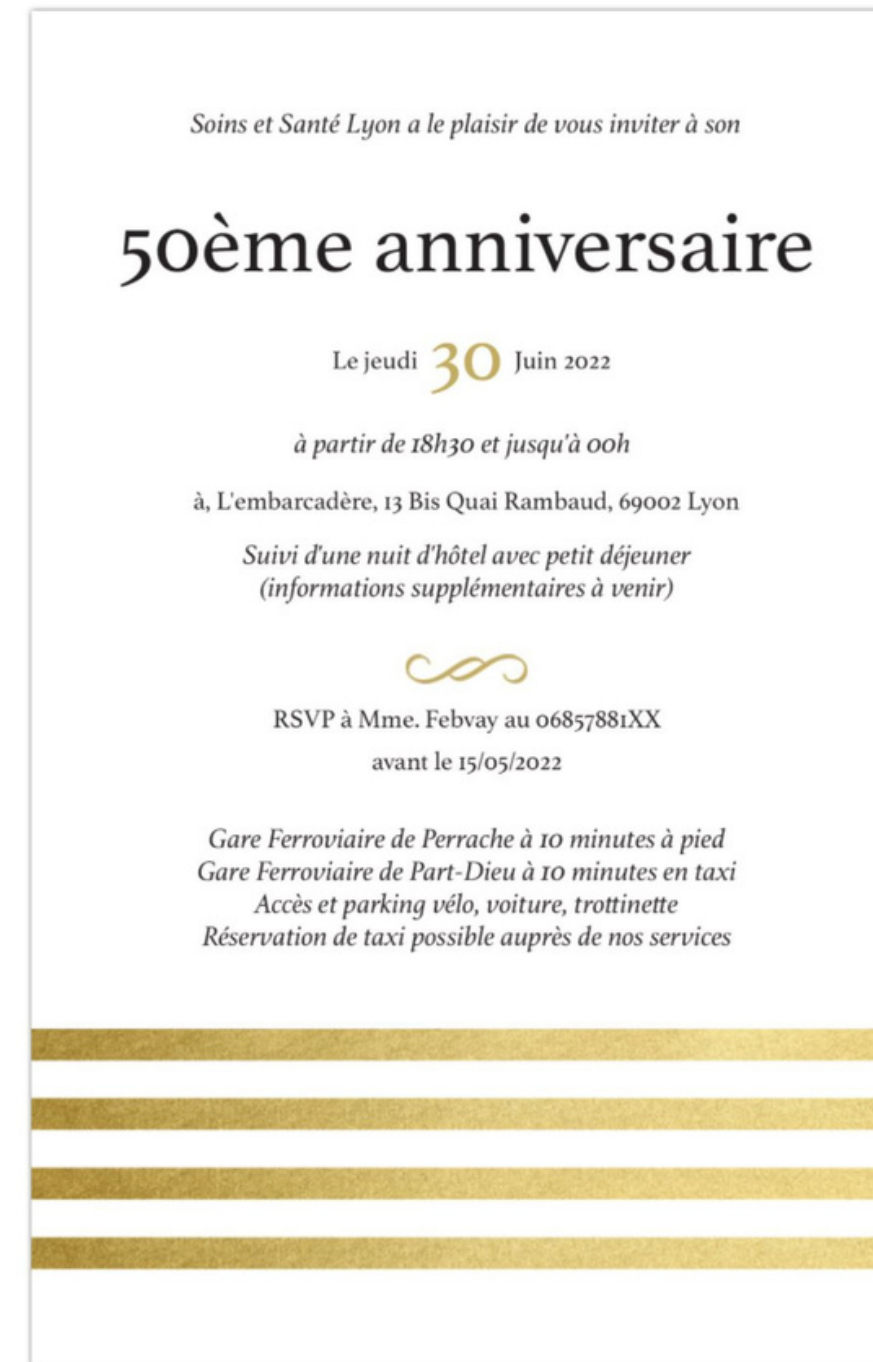 Soins et Santé Lyon a le plaisir de vous inviter à son
50ème anniversaire
Le jeudi 30 Juin 2022
à partir de 18h30 et jusqu'à 00h
à, L'embarcadère, 13 Bis Quai Rambaud, 69002 Lyon
Suivi d'une nuit d'hôtel avec petit déjeuner
(informations supplémentaires à venir)
RSVP à Mme. Febvay au 06857881XX
avant le 15/05/2022
Gare Ferroviaire de Perrache à 10 minutes à pied
Gare Ferroviaire de Part-Dieu à 10 minutes en taxi
Accès et parking vélo, voiture, trottinette
Réservation de taxi possible auprès de nos services